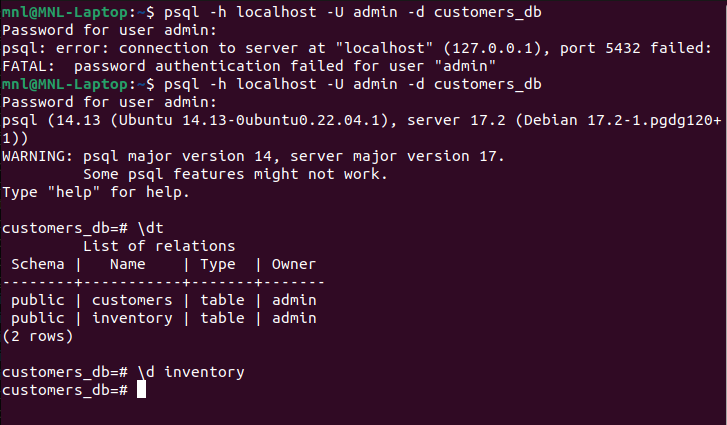 mnl@MNL-Laptop:~$ psql -h localhost -U admin -d customers_db
Password for user admin:
psql: error: connection to server at "localhost" (127.0.0.1), port 5432 failed:
FATAL:  password authentication failed for user "admin"
mnl@MNL-Laptop:~$ psql -h localhost -U admin -d customers_db
Password for user admin:
psql (14.13 (Ubuntu 14.13-0ubuntu0.22.04.1), server 17.2 (Debian 17.2-1.pgdg120+
1))
WARNING: psql major version 14, server major version 17.
         Some psql features might not work.
Type "help" for help.

customers_db=# \dt
         List of relations
 Schema |   Name    | Type  | Owner
--------+-----------+-------+-------
 public | customers | table | admin
 public | inventory | table | admin
(2 rows)

customers_db=# \d inventory
customers_db=#